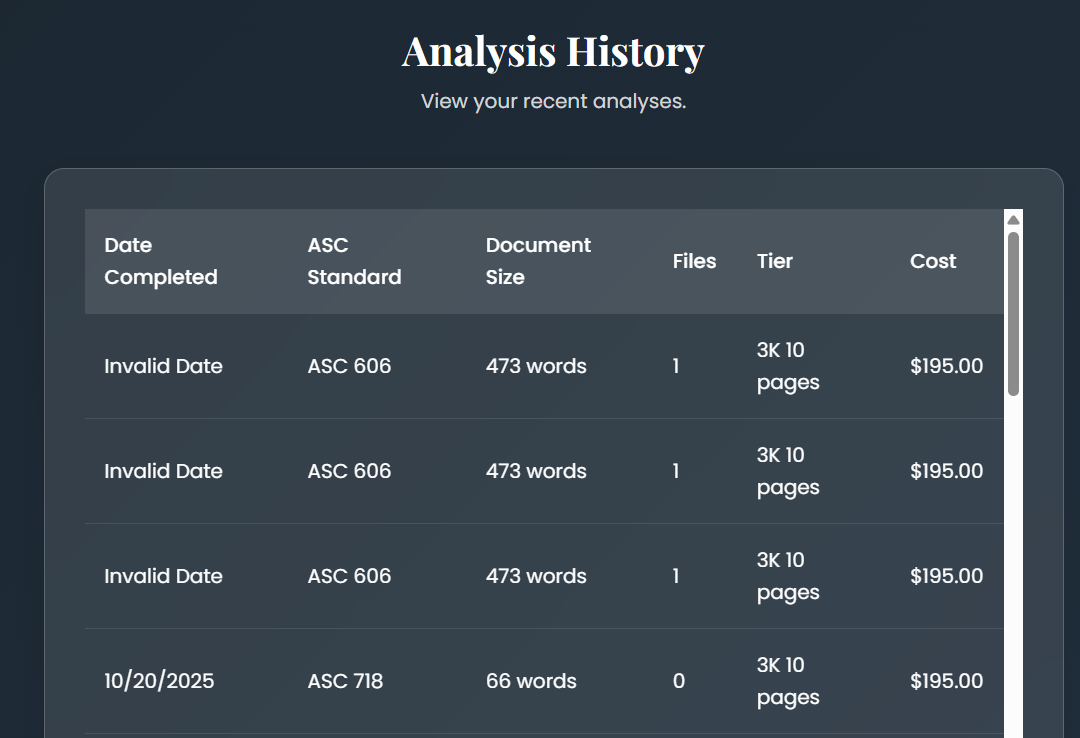 Analysis History
View your recent analyses.
Date Completed ASC Standard Document Size Files Tier Cost
Invalid Date ASC 606 473 words 1 3K 10 pages $195.00
Invalid Date ASC 606 473 words 1 3K 10 pages $195.00
Invalid Date ASC 606 473 words 1 3K 10 pages $195.00
10/20/2025 ASC 718 66 words 0 3K 10 pages $195.00